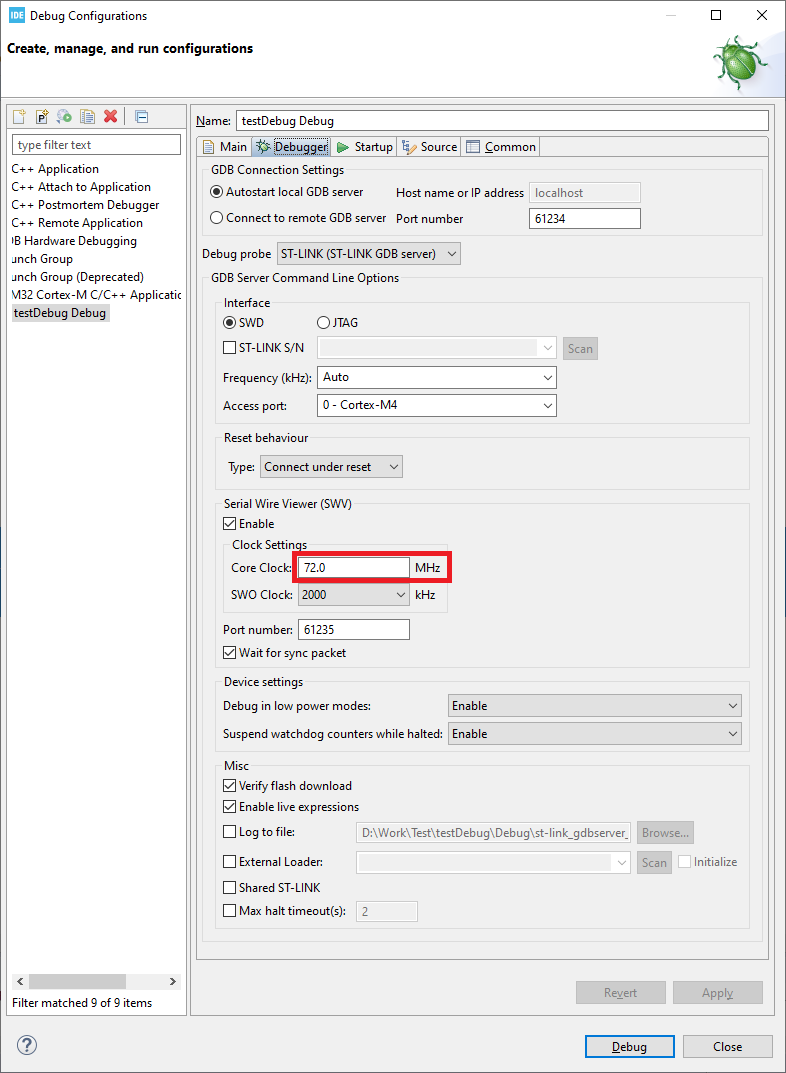 IDE Debug Configurations
Create, manage, and run configurations
type filter text
C++ Application
C++ Attach to Application
C++ Postmortem Debugger
C++ Remote Application
B Hardware Debugging
unch Group
unch Group (Deprecated)
M32 Cortex-M C/C++ Applicatio
testDebug Debug
Filter matched 9 of 9 items
Name: testDebug Debug
Main Debugger Startup Source Common
GDB Connection Settings
Autostart local GDB server Host name or IP address localhost
Connect to remote GDB server Port number 61234
Debug probe ST-LINK (ST-LINK GDB server)
GDB Server Command Line Options
Interface
SWD JTAG
ST-LINK S/N Scan
Frequency (kHz): Auto
Access port: 0 - Cortex-M4
Reset behaviour
Type: Connect under reset
Serial Wire Viewer (SWV)
Enable
Clock Settings
Core Clock: 72.0 MHz
SWO Clock: 2000 kHz
Port number: 61235
Wait for sync packet
Device settings
Debug in low power modes: Enable
Suspend watchdog counters while halted: Enable
Misc
Verify flash download
Enable live expressions
Log to file: D:\Work\Test\testDebug\Debug\st-link_gdbserver_ Browse...
External Loader: Scan Initialize
Shared ST-LINK
Max halt timeout(s): 2
Revert Apply
? Debug Close